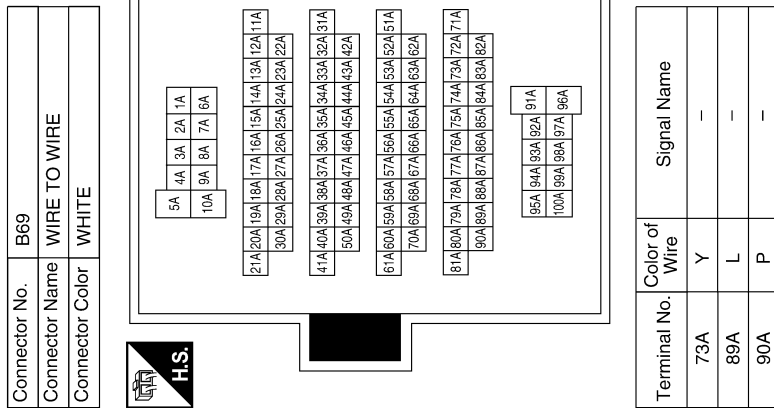 Connector No. B69
Connector Name WIRE TO WIRE
Connector Color WHITE
H.S.
5A 4A 3A 2A 1A
10A 9A 8A 7A 6A
21A 20A 19A 18A 17A 16A 15A 14A 13A 12A 11A
30A 29A 28A 27A 26A 25A 24A 23A 22A
41A 40A 39A 38A 37A 36A 35A 34A 33A 32A 31A
50A 49A 48A 47A 46A 45A 44A 43A 42A
61A 60A 59A 58A 57A 56A 55A 54A 53A 52A 51A
70A 69A 68A 67A 66A 65A 64A 63A 62A
81A 80A 79A 78A 77A 76A 75A 74A 73A 72A 71A
90A 89A 88A 87A 86A 85A 84A 83A 82A
95A 94A 93A 92A 91A
100A 99A 98A 97A 96A
Terminal No. Color of Wire Signal Name
73A Y –
89A L –
90A P –